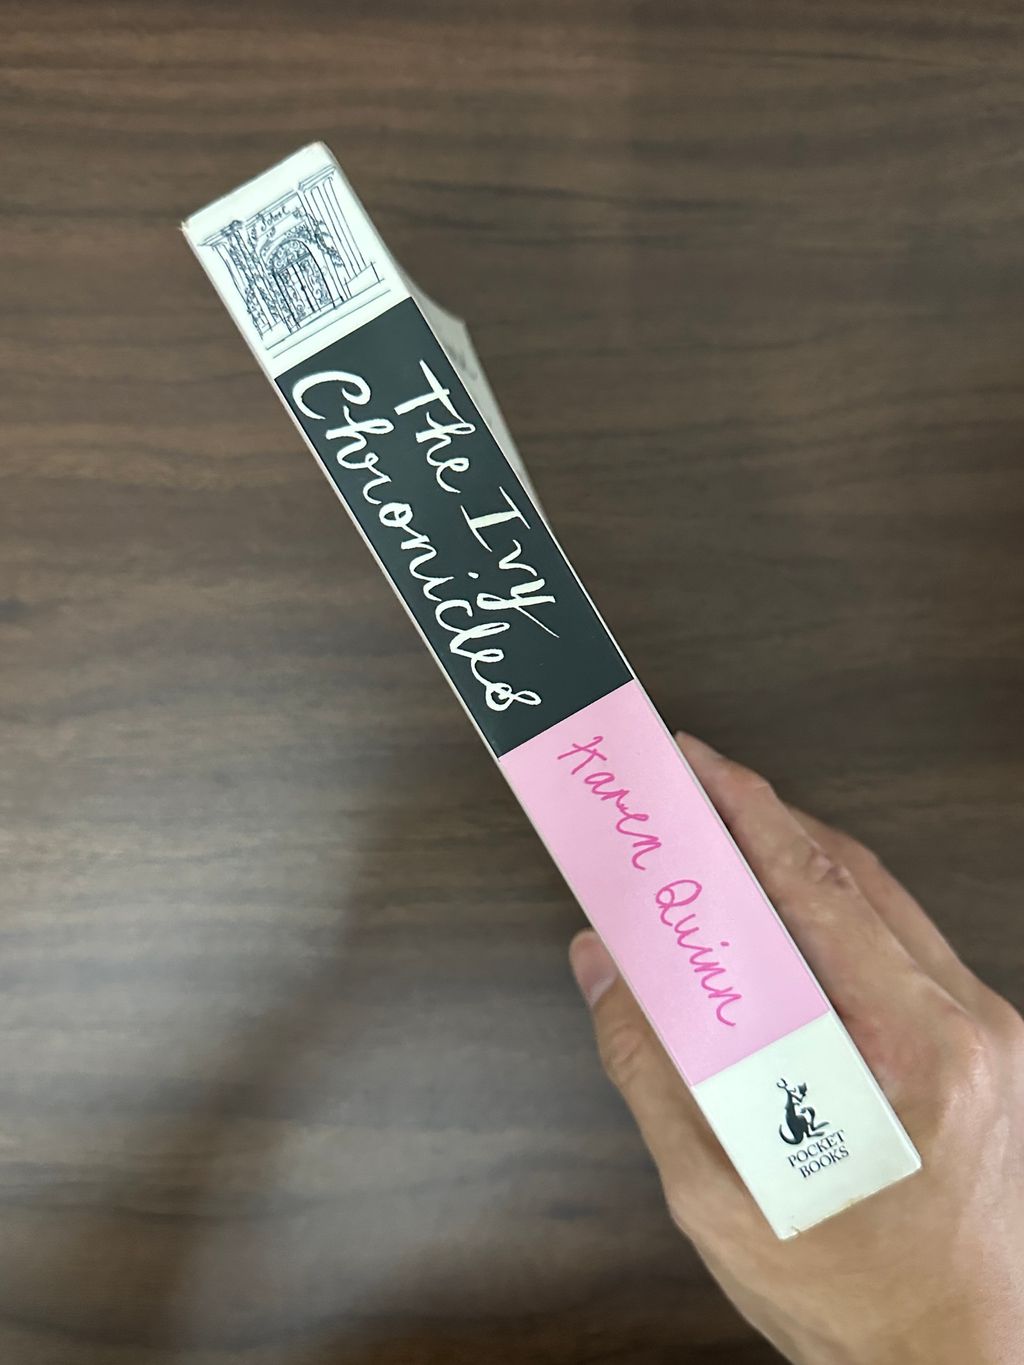 The Ivy
Chronicles
Karen Quinn
POCKET
BOOKS